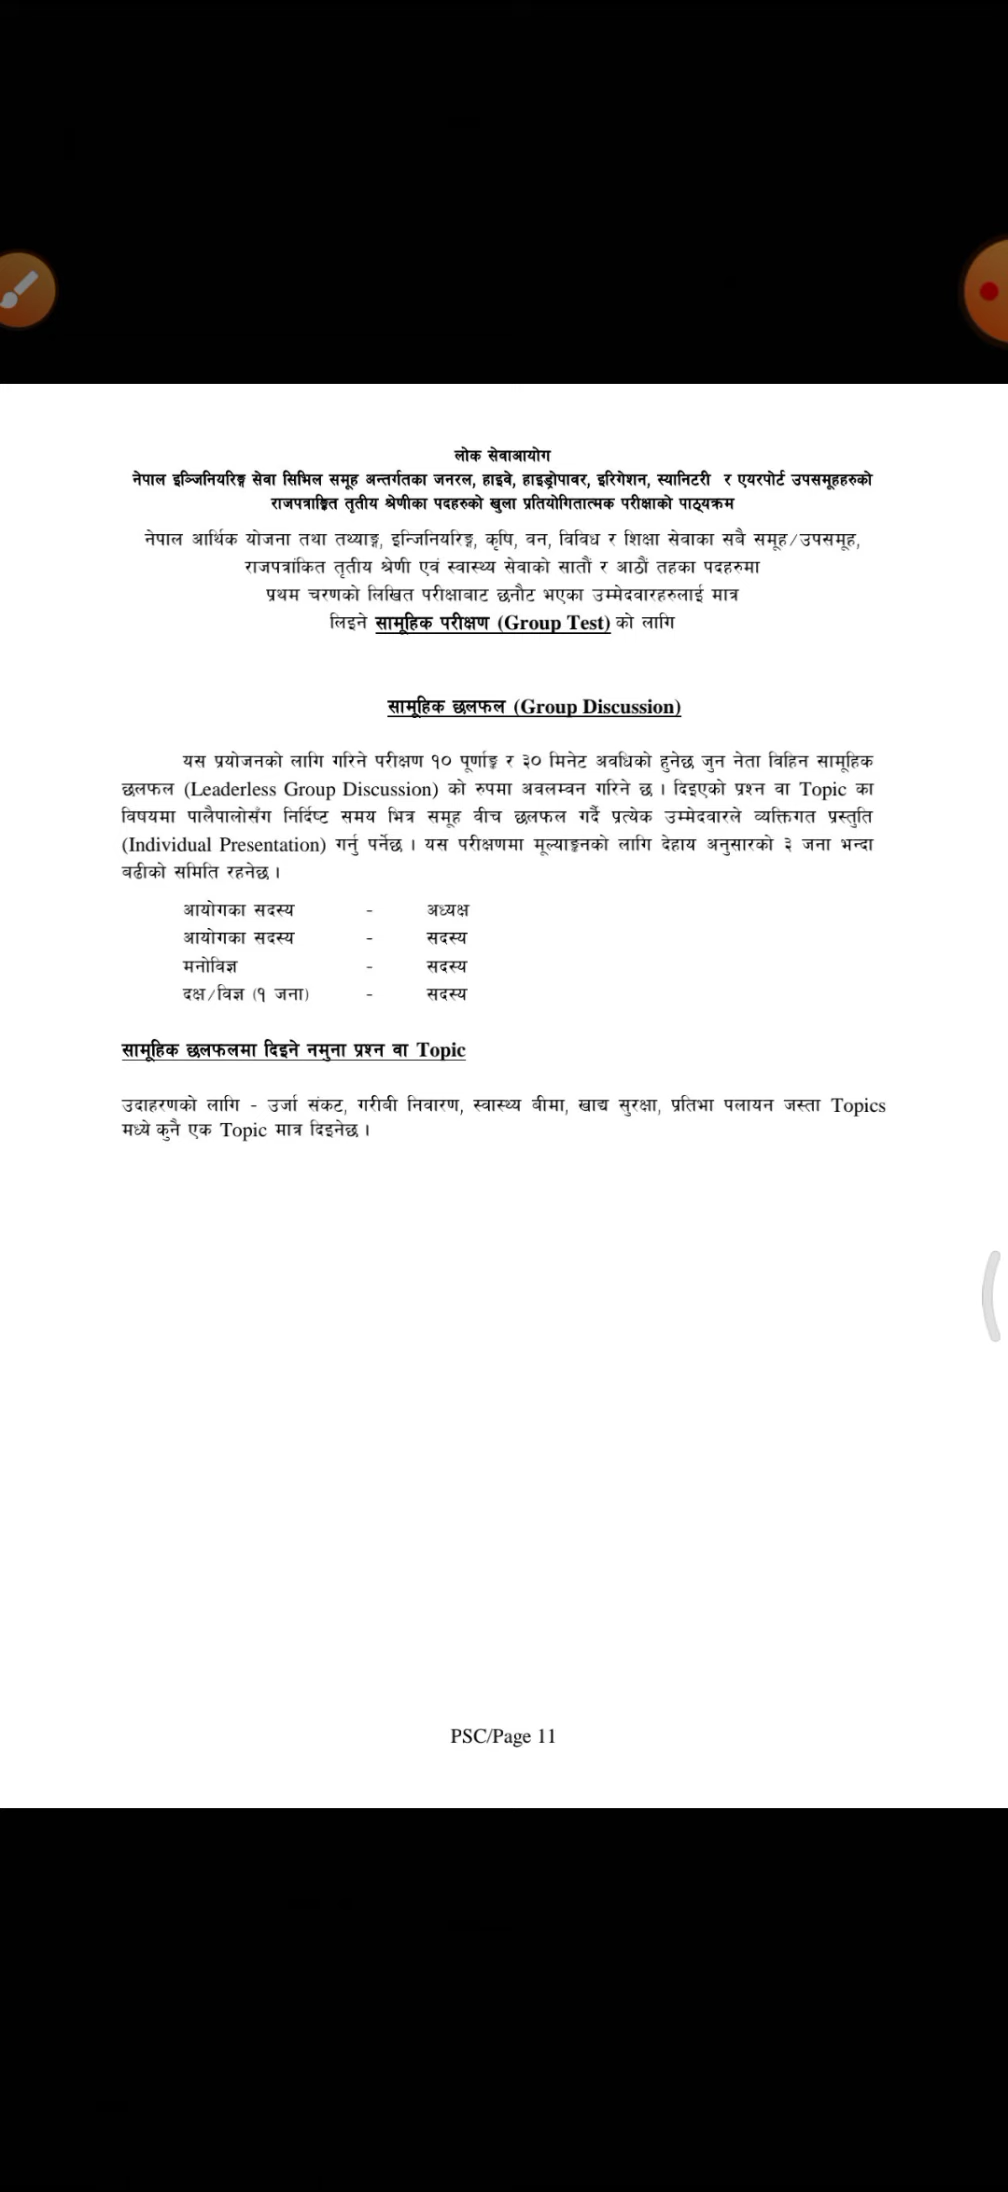 लोक सेवाआयोग
नेपाल इञ्जिनियरिङ्ग सेवा सिभिल समूह अन्तर्गतका जनरल, हाइवे, हाइड्रोपावर, इरिगेशन, स्यानिटरी र एयरपोर्ट उपसमूहहरुको
राजपत्राङ्कित तृतीय श्रेणीका पदहरुको खुला प्रतियोगितात्मक परीक्षाको पाठ्यक्रम
नेपाल आर्थिक योजना तथा तथ्याङ्क, इन्जिनियरिङ्ग, कृषि, वन, विविध र शिक्षा सेवाका सबै समूह/उपसमूह,
राजपत्रांकित तृतीय श्रेणी एवं स्वास्थ्य सेवाको सातौं र आठौं तहका पदहरुमा
प्रथम चरणको लिखित परीक्षाबाट छनौट भएका उम्मेदवारहरुलाई मात्र
लिइने सामूहिक परीक्षण (Group Test) को लागि
सामूहिक छलफल (Group Discussion)
यस प्रयोजनको लागि गरिने परीक्षण १० पूर्णाङ्क र ३० मिनेट अवधिको हुनेछ जुन नेता विहिन सामूहिक
छलफल (Leaderless Group Discussion) को रुपमा अवलम्वन गरिने छ । दिइएको प्रश्न वा Topic का
विषयमा पालैपालोसँग निर्दिष्ट समय भित्र समूह वीच छलफल गर्दै प्रत्येक उम्मेदवारले व्यक्तिगत प्रस्तुति
(Individual Presentation) गर्नु पर्नेछ । यस परीक्षणमा मूल्याङ्कनको लागि देहाय अनुसारको ३ जना भन्दा
बढीको समिति रहनेछ ।
आयोगका सदस्य - अध्यक्ष
आयोगका सदस्य - सदस्य
मनोविज्ञ - सदस्य
दक्ष/विज्ञ (१ जना) - सदस्य
सामूहिक छलफलमा दिइने नमुना प्रश्न वा Topic
उदाहरणको लागि - उर्जा संकट, गरीबी निवारण, स्वास्थ्य बीमा, खाद्य सुरक्षा, प्रतिभा पलायन जस्ता Topics
मध्ये कुनै एक Topic मात्र दिइनेछ ।
PSC/Page 11